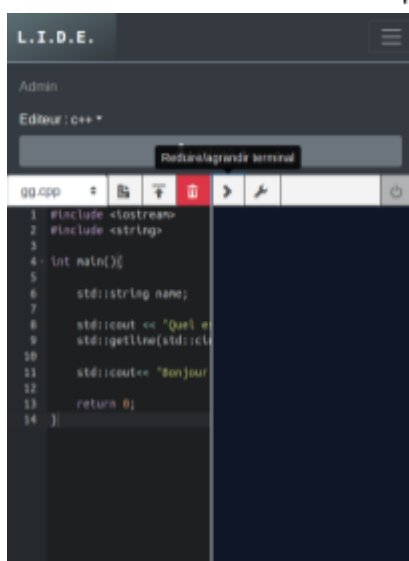 L.I.D.E.
Admin
Editeur : c++
Reduire/agrandir terminal
gg.cpp
1 #include <iostream>
2 #include <string>
3
4 int main(){
5
6 std::string name;
7
8 std::cout << "Quel e
9 std::getline(std::ci
10
11 std::cout<< "Bonjour
12
13 return 0;
14 }